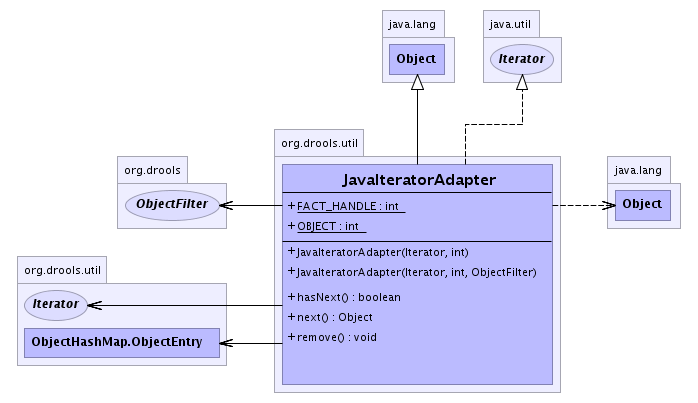 java.lang
Object
java.util
Iterator
org.drools
ObjectFilter
org.drools.util
Iterator
ObjectHashMap.ObjectEntry
org.drools.util
JavaIteratorAdapter
+ FACT_HANDLE : int
+ OBJECT : int
+ JavaIteratorAdapter(Iterator, int)
+ JavaIteratorAdapter(Iterator, int, ObjectFilter)
+ hasNext() : boolean
+ next() : Object
+ remove() : void
java.lang
Object